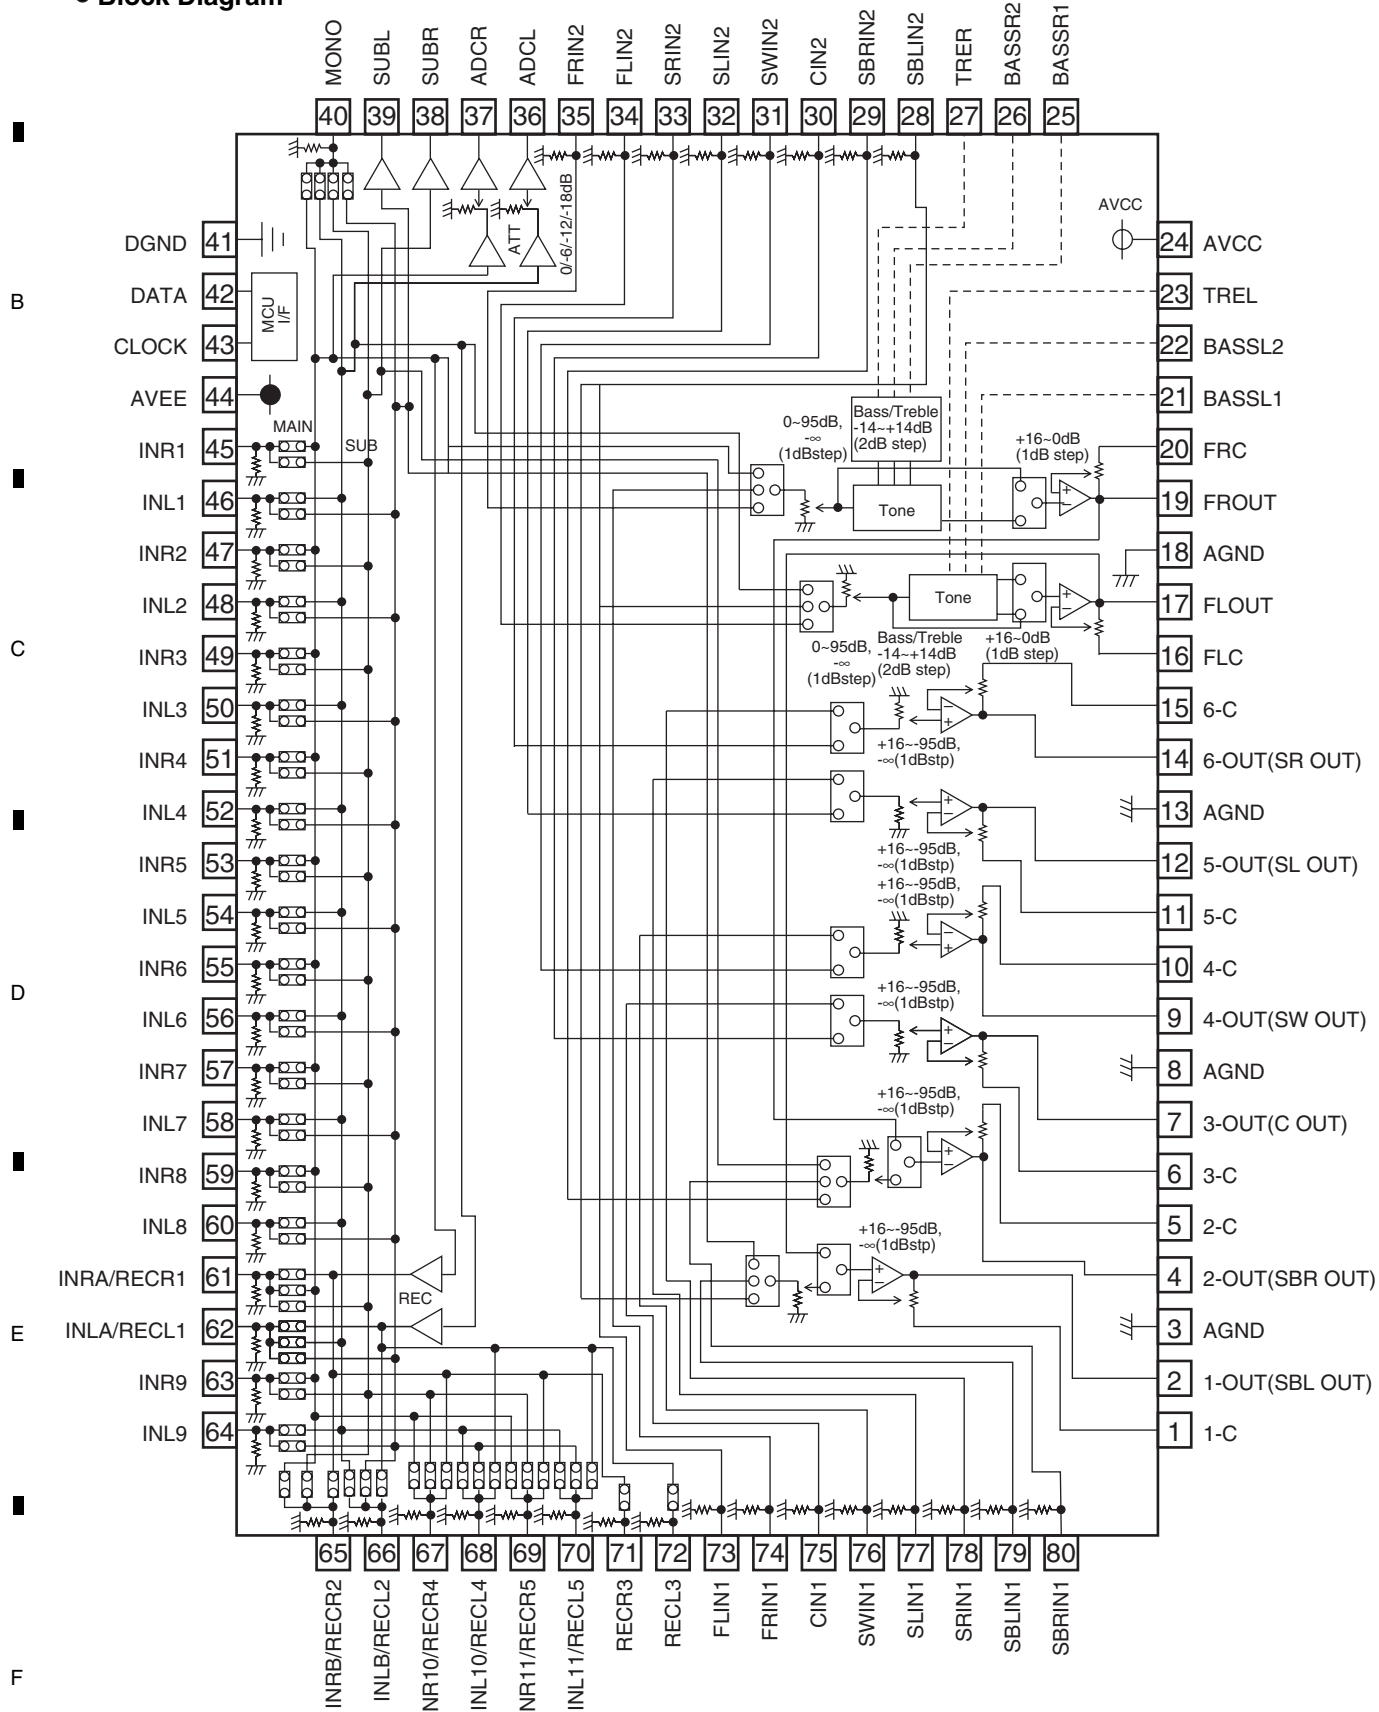 ● Block Diagram
MONO
SUBL
SUBR
ADCR
ADCL
FRIN2
FLIN2
SRIN2
SLIN2
SWIN2
CIN2
SBRIN2
SBLIN2
TRER
BASSR2
BASSR1
40 39 38 37 36 35 34 33 32 31 30 29 28 27 26 25
ATT
0/-6/-12/-18dB
AVCC
DGND 41
24 AVCC
B
DATA 42
MCU
I/F
23 TREL
CLOCK 43
22 BASSL2
AVEE 44
21 BASSL1
MAIN
SUB
0~95dB,
-∞
(1dBstep)
Bass/Treble
-14~+14dB
(2dB step)
+16~0dB
(1dB step)
INR1 45
20 FRC
INL1 46
Tone
19 FROUT
INR2 47
18 AGND
INL2 48
Tone
17 FLOUT
C
INR3 49
0~95dB,
-∞
(1dBstep)
Bass/Treble
-14~+14dB
(2dB step)
+16~0dB
(1dB step)
16 FLC
INL3 50
15 6-C
+16~-95dB,
-∞(1dBstp)
INR4 51
14 6-OUT(SR OUT)
INL4 52
13 AGND
+16~-95dB,
-∞(1dBstp)
INR5 53
12 5-OUT(SL OUT)
+16~-95dB,
-∞(1dBstp)
INL5 54
11 5-C
INR6 55
10 4-C
D
+16~-95dB,
-∞(1dBstp)
INL6 56
9 4-OUT(SW OUT)
INR7 57
8 AGND
+16~-95dB,
-∞(1dBstp)
INL7 58
7 3-OUT(C OUT)
INR8 59
6 3-C
INL8 60
5 2-C
+16~-95dB,
-∞(1dBstp)
INRA/RECR1 61
4 2-OUT(SBR OUT)
REC
E
INLA/RECL1 62
3 AGND
INR9 63
2 1-OUT(SBL OUT)
INL9 64
1 1-C
65 66 67 68 69 70 71 72 73 74 75 76 77 78 79 80
INRB/RECR2
INLB/RECL2
NR10/RECR4
INL10/RECL4
NR11/RECR5
INL11/RECL5
RECR3
RECL3
FLIN1
FRIN1
CIN1
SWIN1
SLIN1
SRIN1
SBLIN1
SBRIN1
F